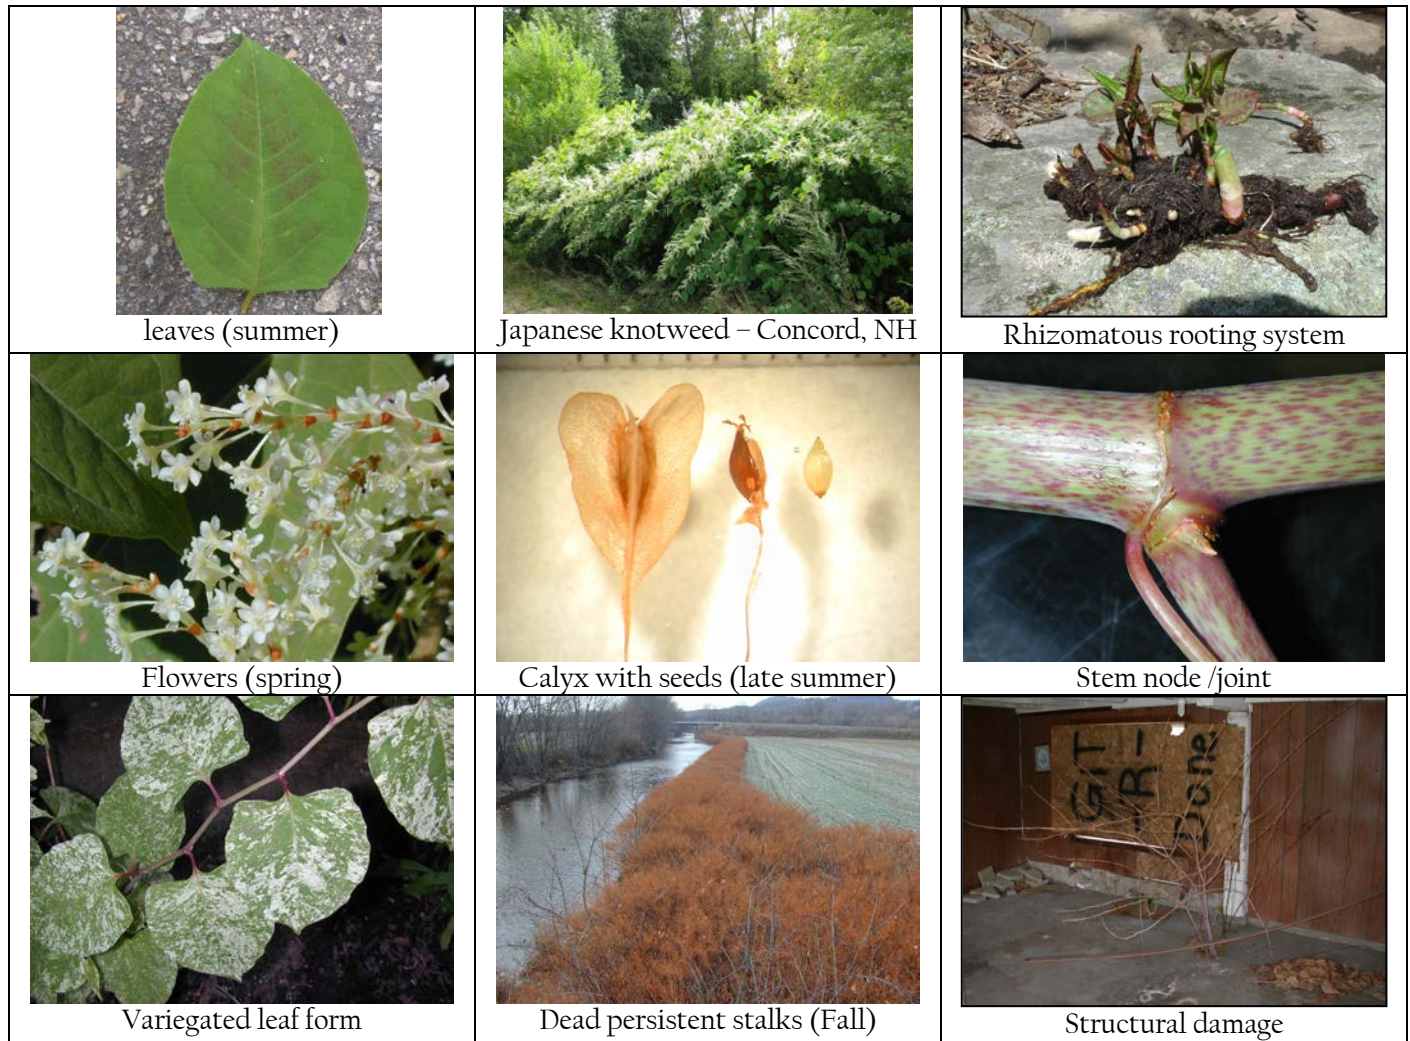 leaves (summer)
Japanese knotweed – Concord, NH
Rhizomatous rooting system
Flowers (spring)
Calyx with seeds (late summer)
Stem node /joint
GIT
-R-
Done
Variegated leaf form
Dead persistent stalks (Fall)
Structural damage